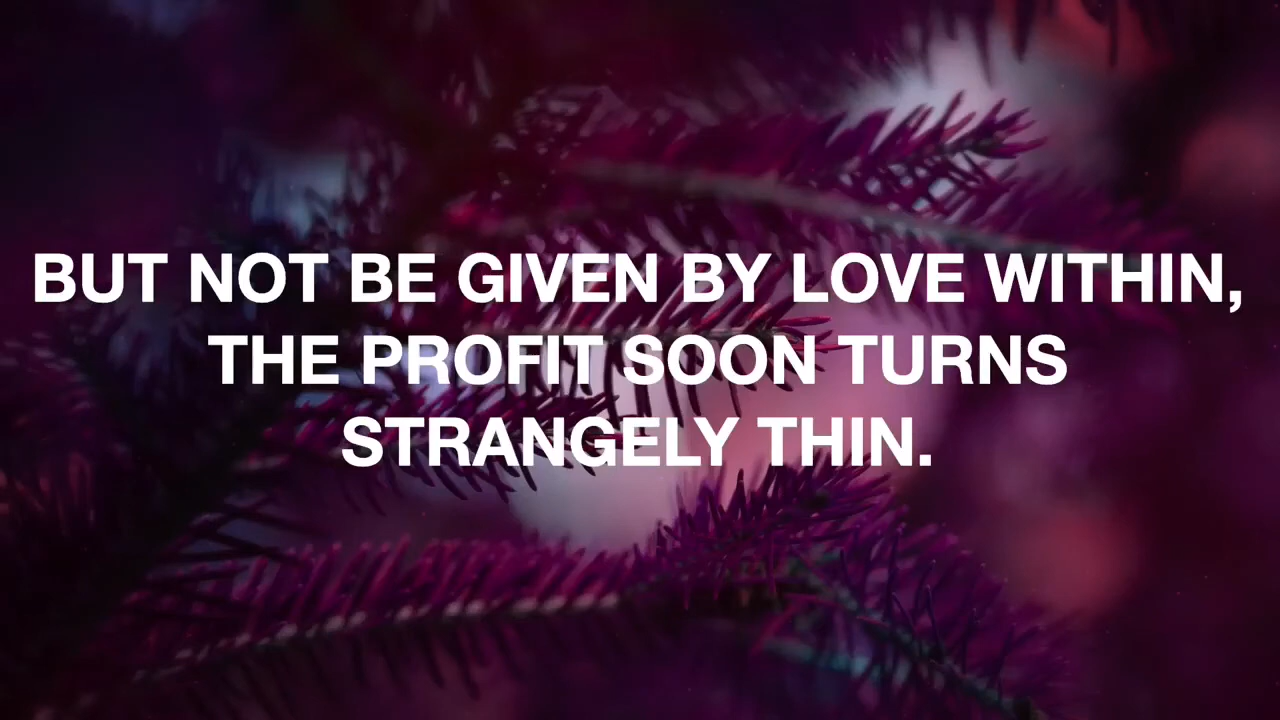 BUT NOT BE GIVEN BY LOVE WITHIN,
THE PROFIT SOON TURNS
STRANGELY THIN.